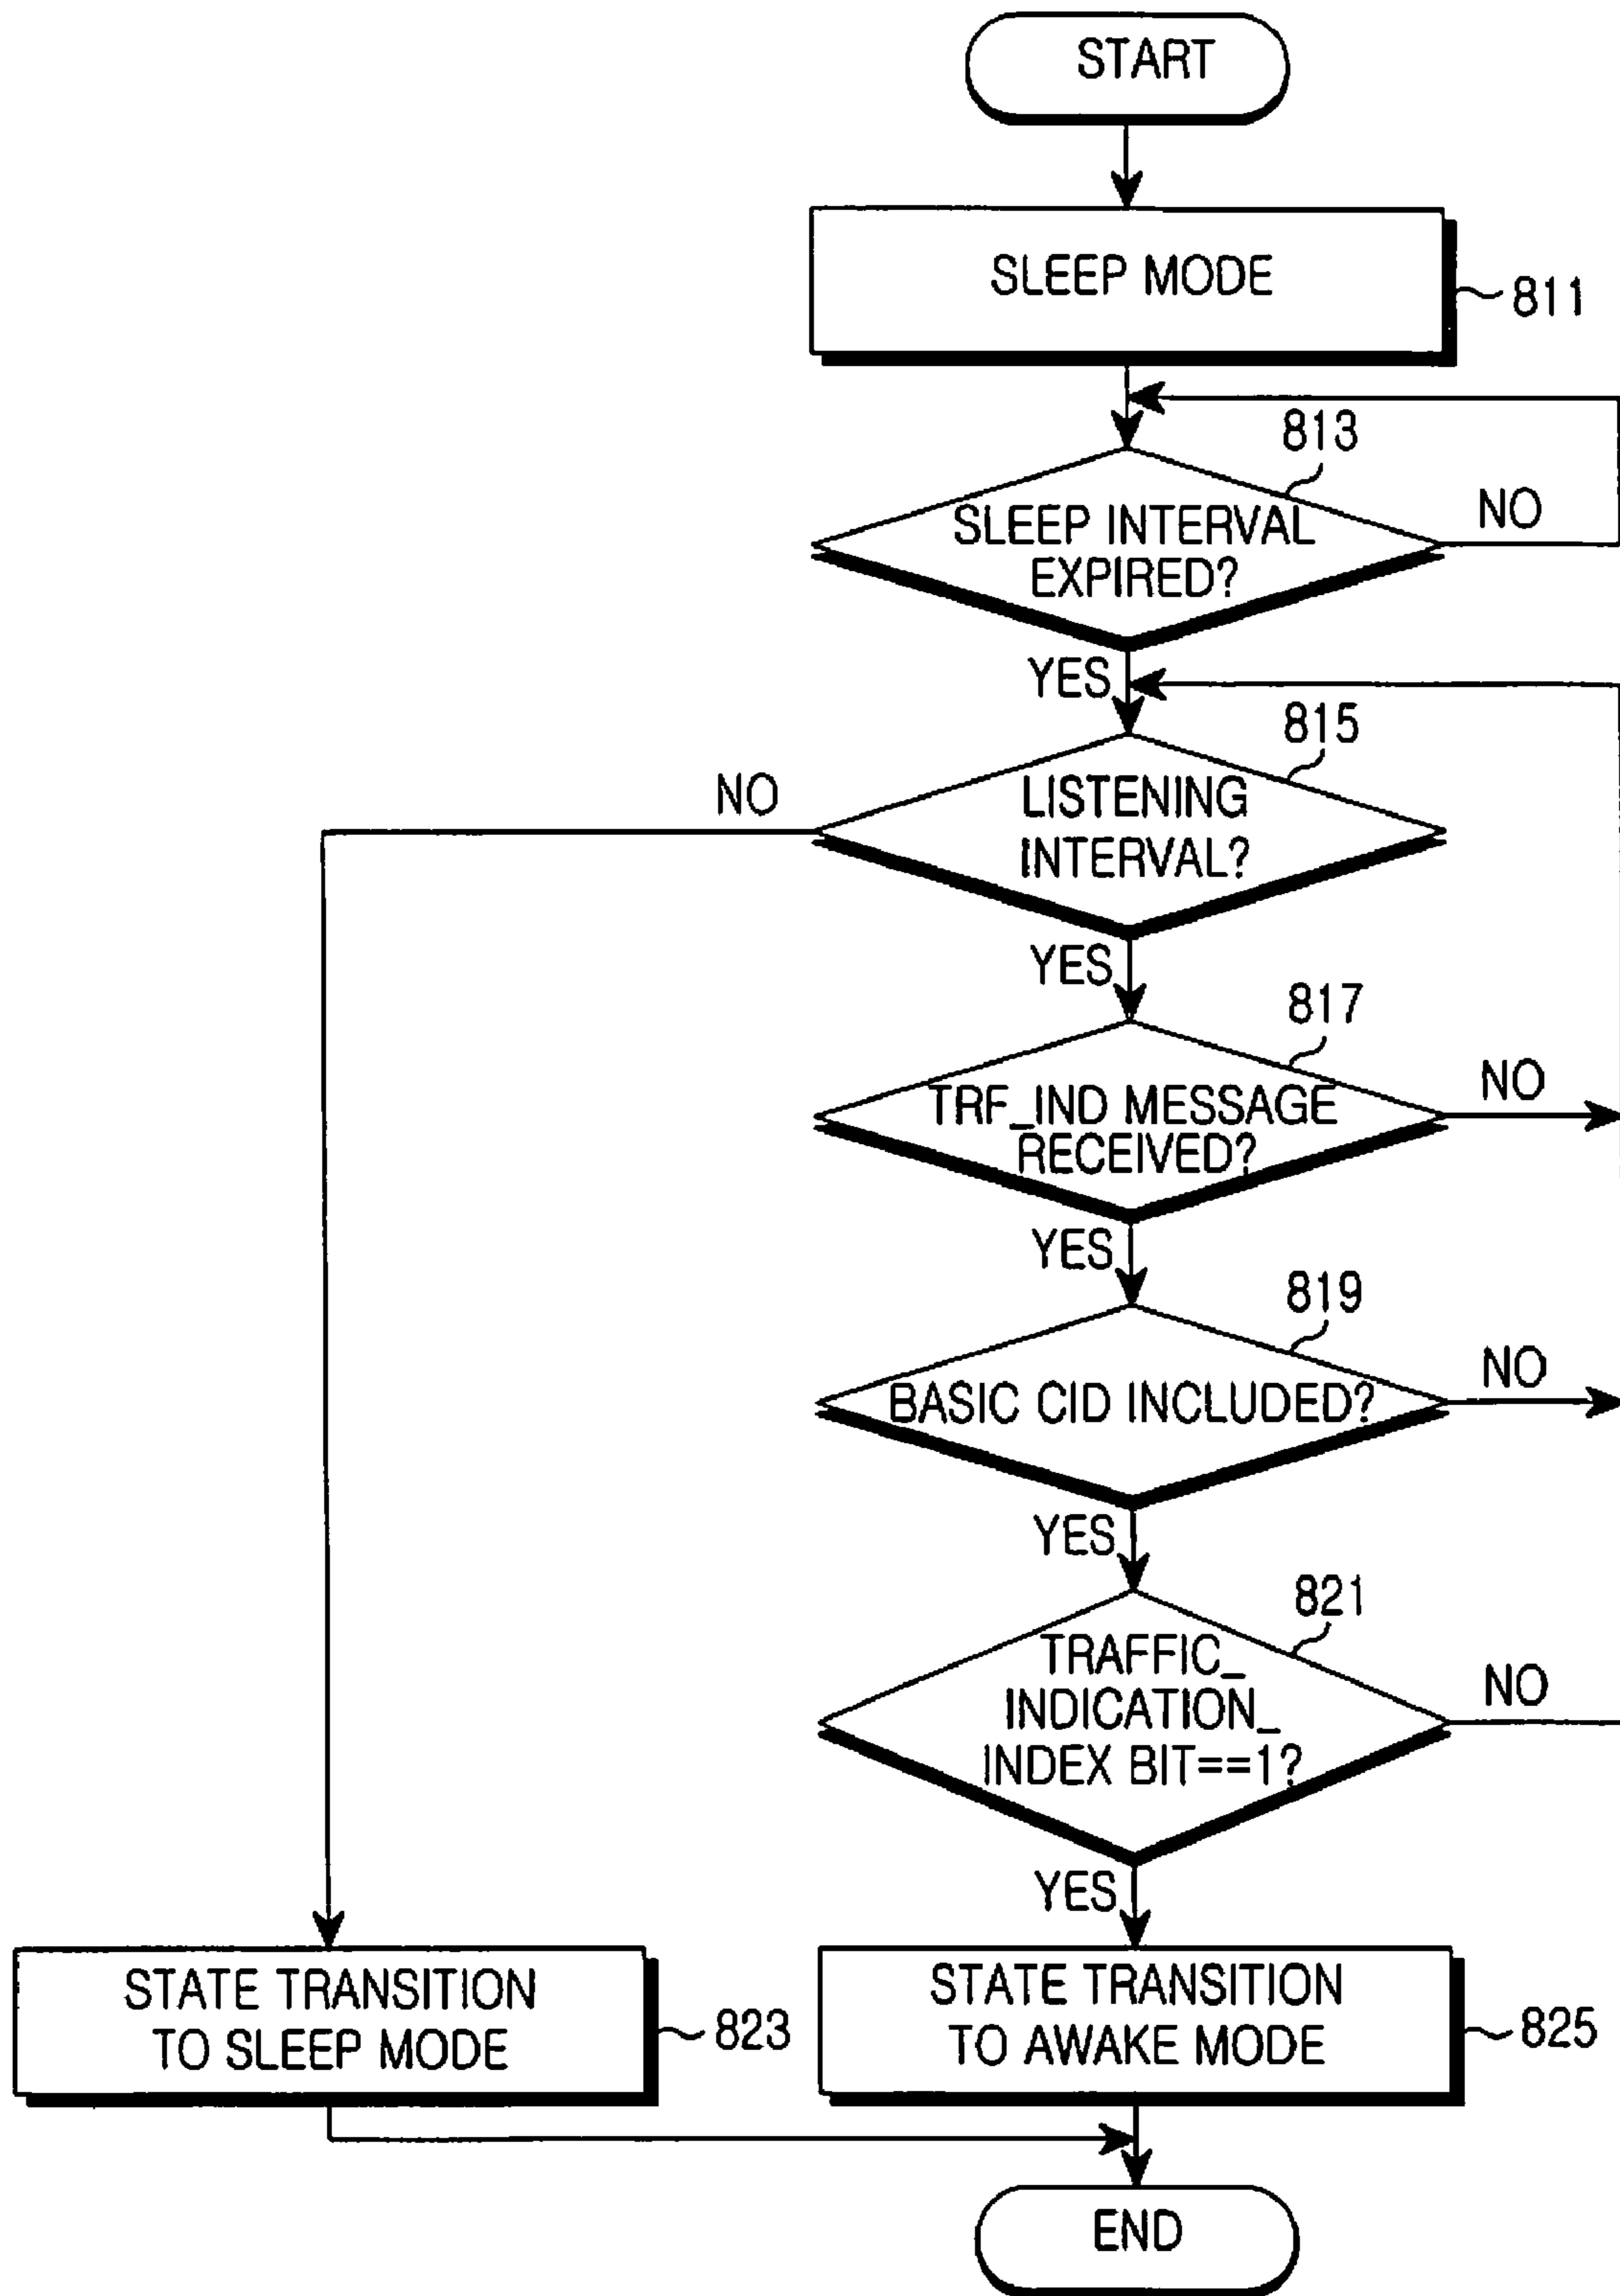 START
SLEEP MODE
811
813
SLEEP INTERVAL
EXPIRED?
NO
YES
815
NO
LISTENING
INTERVAL?
YES
817
TRF_IND MESSAGE
RECEIVED?
NO
YES
819
BASIC CID INCLUDED?
NO
YES
821
TRAFFIC_
INDICATION_
INDEX BIT==1?
NO
YES
STATE TRANSITION
TO SLEEP MODE
823
STATE TRANSITION
TO AWAKE MODE
825
END